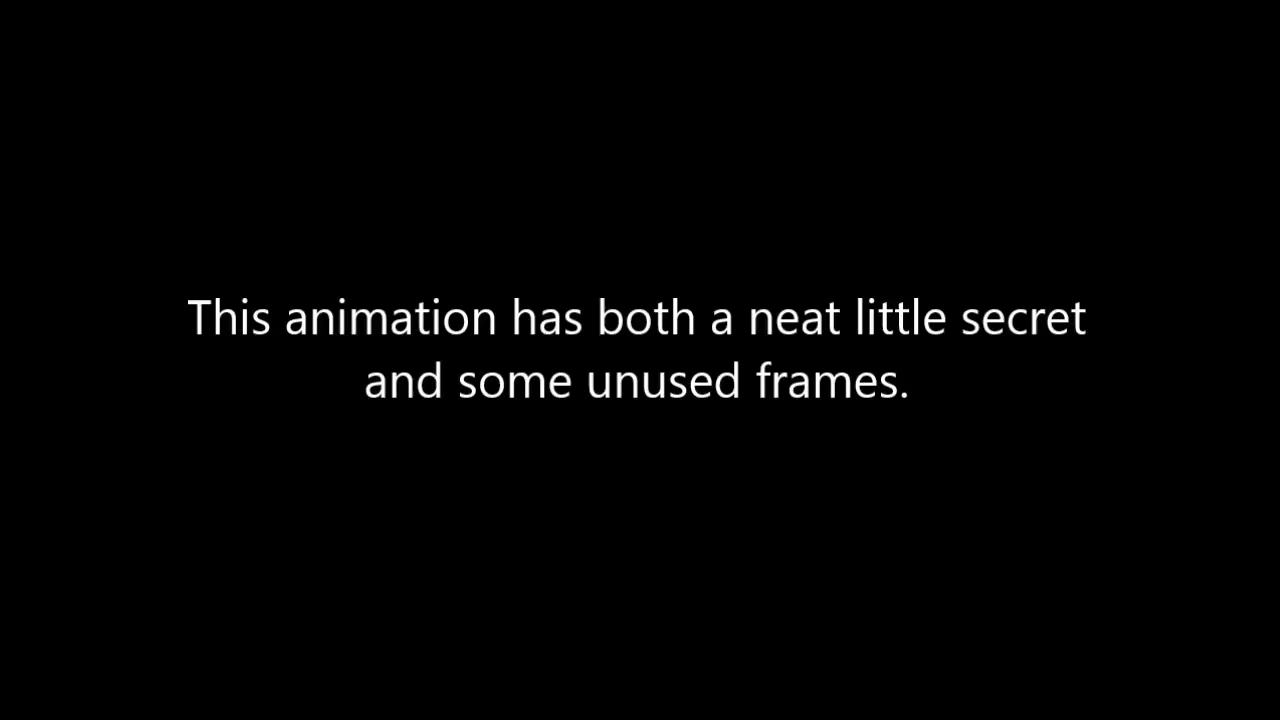 This animation has both a neat little secret
and some unused frames.